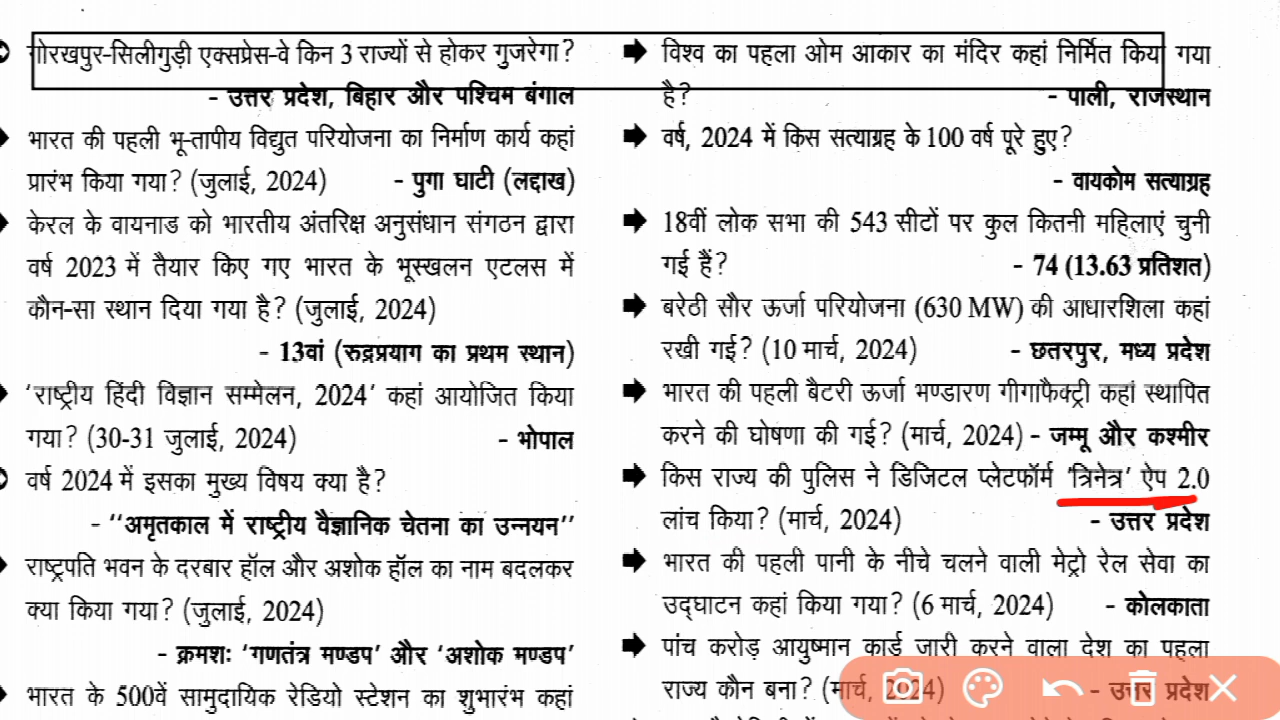 गोरखपुर-सिलीगुड़ी एक्सप्रेस-वे किन 3 राज्यों से होकर गुजरेगा?
- उत्तर प्रदेश, बिहार और पश्चिम बंगाल
भारत की पहली भू-तापीय विद्युत परियोजना का निर्माण कार्य कहां
प्रारंभ किया गया? (जुलाई, 2024) - पुगा घाटी (लद्दाख)
केरल के वायनाड को भारतीय अंतरिक्ष अनुसंधान संगठन द्वारा
वर्ष 2023 में तैयार किए गए भारत के भूस्खलन एटलस में
कौन-सा स्थान दिया गया है? (जुलाई, 2024)
- 13वां (रुद्रप्रयाग का प्रथम स्थान)
'राष्ट्रीय हिंदी विज्ञान सम्मेलन, 2024' कहां आयोजित किया
गया? (30-31 जुलाई, 2024) - भोपाल
वर्ष 2024 में इसका मुख्य विषय क्या है?
- ‘‘अमृतकाल में राष्ट्रीय वैज्ञानिक चेतना का उन्नयन’’
राष्ट्रपति भवन के दरबार हॉल और अशोक हॉल का नाम बदलकर
क्या किया गया? (जुलाई, 2024)
- क्रमशः ‘गणतंत्र मण्डप’ और ‘अशोक मण्डप’
भारत के 500वें सामुदायिक रेडियो स्टेशन का शुभारंभ कहां
विश्व का पहला ओम आकार का मंदिर कहां निर्मित किया गया
है? - पाली, राजस्थान
वर्ष, 2024 में किस सत्याग्रह के 100 वर्ष पूरे हुए?
- वायकोम सत्याग्रह
18वीं लोक सभा की 543 सीटों पर कुल कितनी महिलाएं चुनी
गई हैं? - 74 (13.63 प्रतिशत)
बरेठी सौर ऊर्जा परियोजना (630 MW) की आधारशिला कहां
रखी गई? (10 मार्च, 2024) - छतरपुर, मध्य प्रदेश
भारत की पहली बैटरी ऊर्जा भण्डारण गीगाफैक्ट्री कहां स्थापित
करने की घोषणा की गई? (मार्च, 2024) - जम्मू और कश्मीर
किस राज्य की पुलिस ने डिजिटल प्लेटफॉर्म ‘त्रिनेत्र’ ऐप 2.0
लांच किया? (मार्च, 2024) - उत्तर प्रदेश
भारत की पहली पानी के नीचे चलने वाली मेट्रो रेल सेवा का
उद्घाटन कहां किया गया? (6 मार्च, 2024) - कोलकाता
पांच करोड़ आयुष्मान कार्ड जारी करने वाला देश का पहला
राज्य कौन बना? (मार्च, 2024) - उत्तर प्रदेश